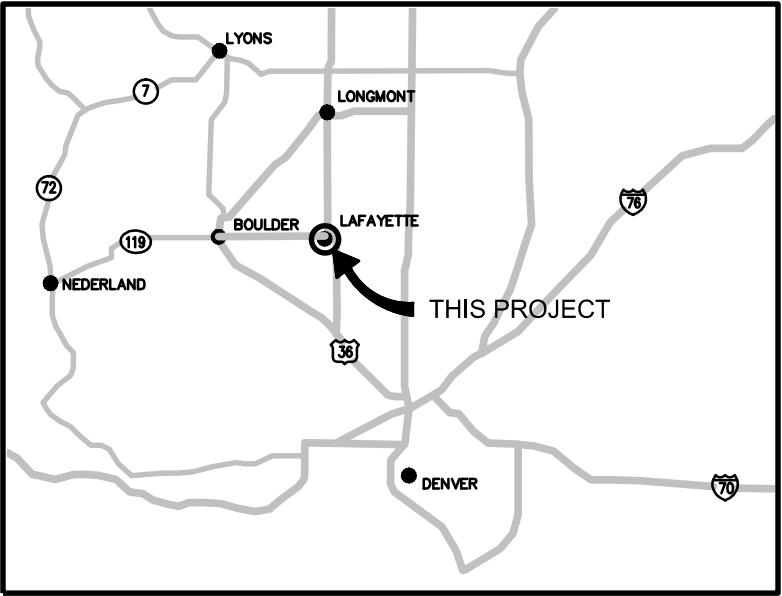 LYONS
7
LONGMONT
72
76
LAFAYETTE
BOULDER
119
NEDERLAND
THIS PROJECT
36
DENVER
70